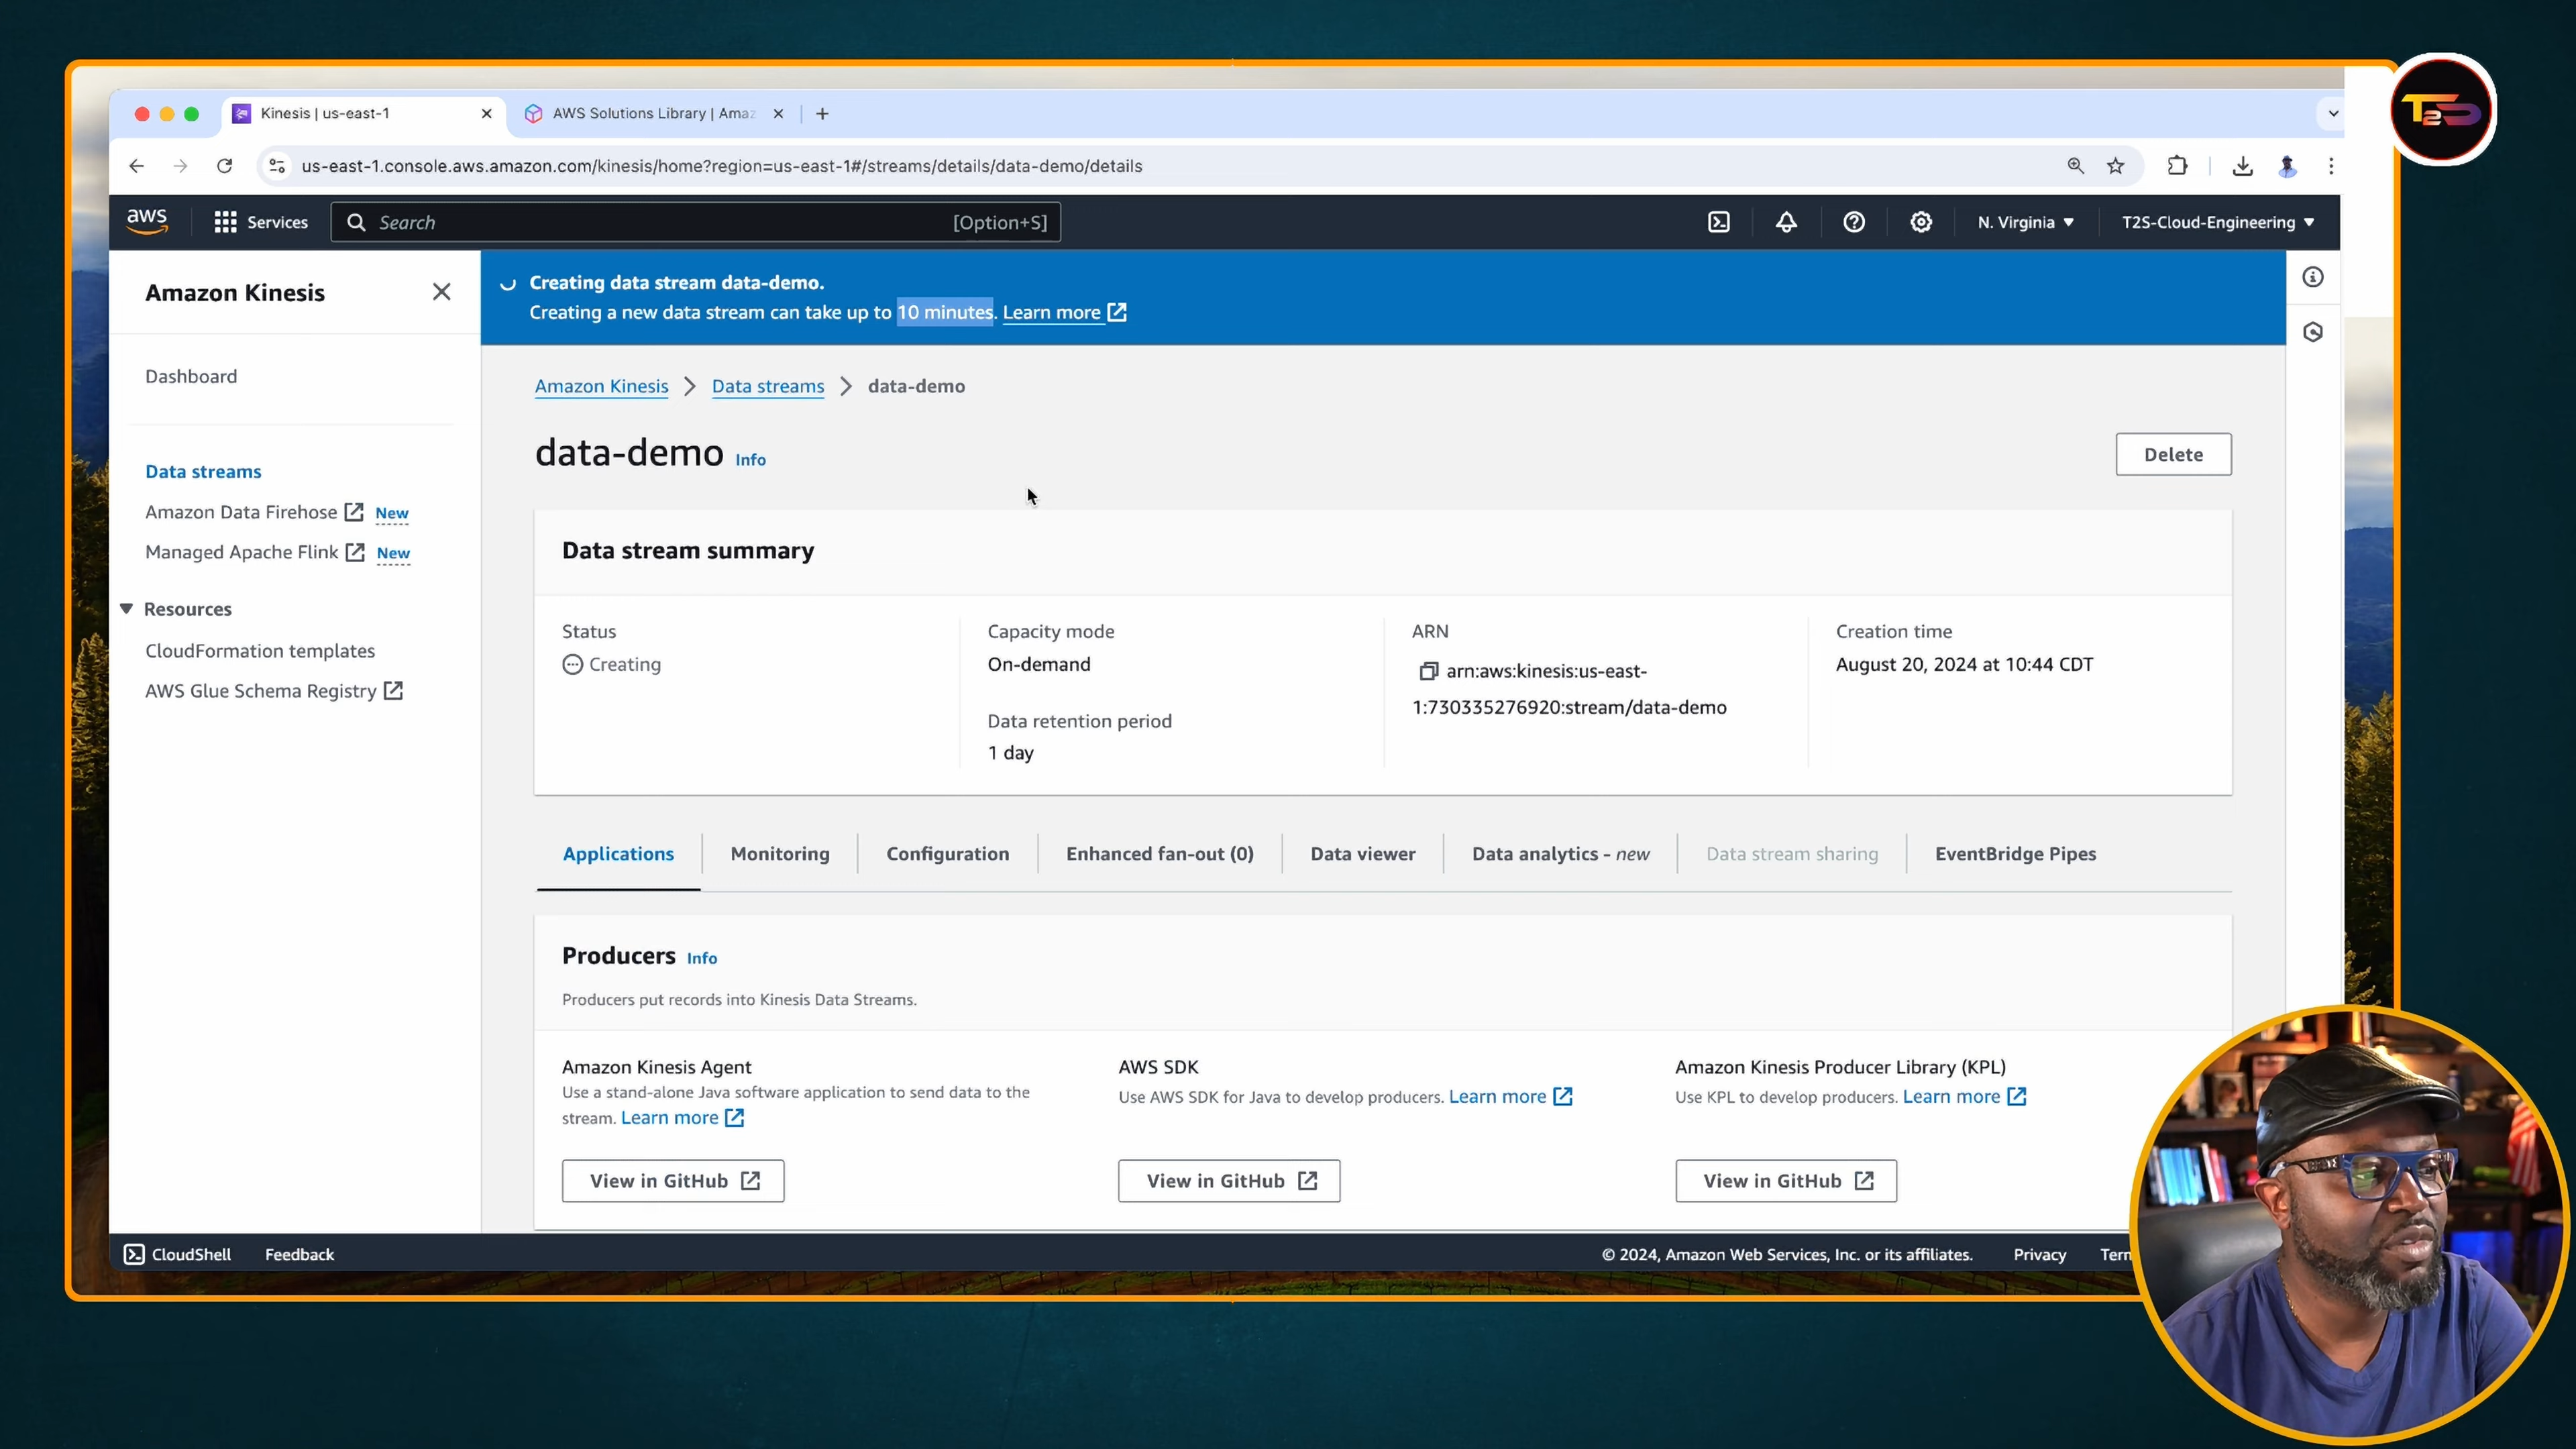 Kinesis | us-east-1
AWS Solutions Library | Amaz
T2S
us-east-1.console.aws.amazon.com/kinesis/home?region=us-east-1#/streams/details/data-demo/details
aws
Services
Search
[Option+S]
N. Virginia
T2S-Cloud-Engineering
Amazon Kinesis
Dashboard
Data streams
Amazon Data Firehose New
Managed Apache Flink New
Resources
CloudFormation templates
AWS Glue Schema Registry
Creating data stream data-demo.
Creating a new data stream can take up to 10 minutes. Learn more
Amazon Kinesis > Data streams > data-demo
data-demo Info
Delete
Data stream summary
Status
Creating
Capacity mode
On-demand
Data retention period
1 day
ARN
arn:aws:kinesis:us-east-
1:730335276920:stream/data-demo
Creation time
August 20, 2024 at 10:44 CDT
Applications
Monitoring
Configuration
Enhanced fan-out (0)
Data viewer
Data analytics - new
Data stream sharing
EventBridge Pipes
Producers Info
Producers put records into Kinesis Data Streams.
Amazon Kinesis Agent
Use a stand-alone Java software application to send data to the
stream. Learn more
View in GitHub
AWS SDK
Use AWS SDK for Java to develop producers. Learn more
View in GitHub
Amazon Kinesis Producer Library (KPL)
Use KPL to develop producers. Learn more
View in GitHub
CloudShell
Feedback
© 2024, Amazon Web Services, Inc. or its affiliates.
Privacy